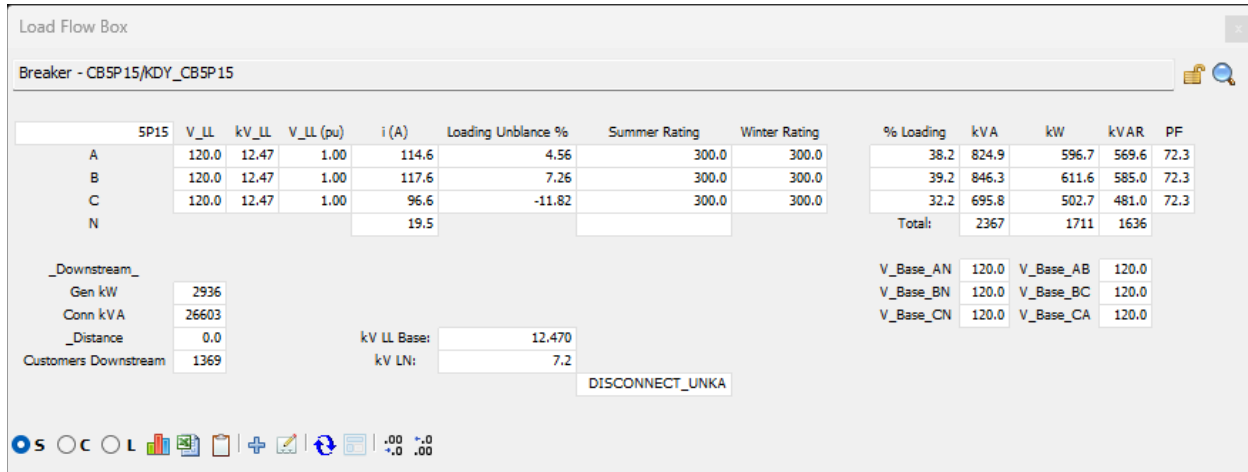 Load Flow Box
x
Breaker - CB5P15/KDY_CB5P15
5P15 V_LL kV_LL V_LL (pu) i (A) Loading Unblance % Summer Rating Winter Rating % Loading kVA kW kVAR PF
A 120.0 12.47 1.00 114.6 4.56 300.0 300.0 38.2 824.9 596.7 569.6 72.3
B 120.0 12.47 1.00 117.6 7.26 300.0 300.0 39.2 846.3 611.6 585.0 72.3
C 120.0 12.47 1.00 96.6 -11.82 300.0 300.0 32.2 695.8 502.7 481.0 72.3
N 19.5 Total: 2367 1711 1636
_Downstream_ V_Base_AN 120.0 V_Base_AB 120.0
Gen kW 2936 V_Base_BN 120.0 V_Base_BC 120.0
Conn kVA 26603 V_Base_CN 120.0 V_Base_CA 120.0
_Distance 0.0 kV LL Base: 12.470
Customers Downstream 1369 kV LN: 7.2
DISCONNECT_UNKA
S C L .00 .0 .0 .00